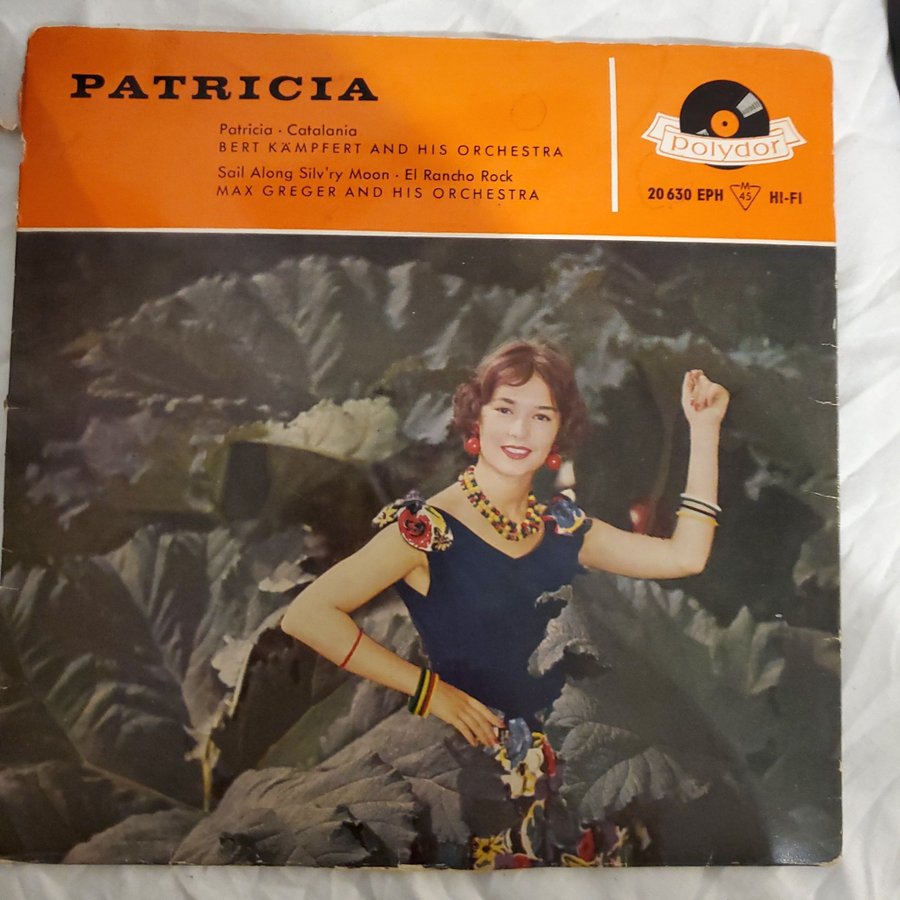 PATRICIA
Patricia · Catalania
BERT KÄMPFERT AND HIS ORCHESTRA
Sail Along Silv'ry Moon · El Rancho Rock
MAX GREGER AND HIS ORCHESTRA
polydor
20 630 EPH M 45 HI-FI